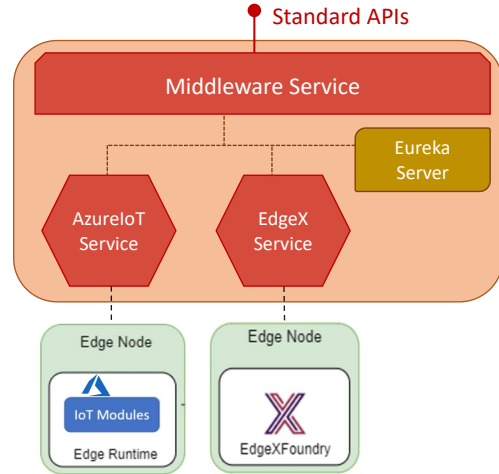 Standard APIs
Middleware Service
Eureka
Server
AzureIoT
Service
EdgeX
Service
Edge Node
IoT Modules
Edge Runtime
Edge Node
EdgeXFoundry